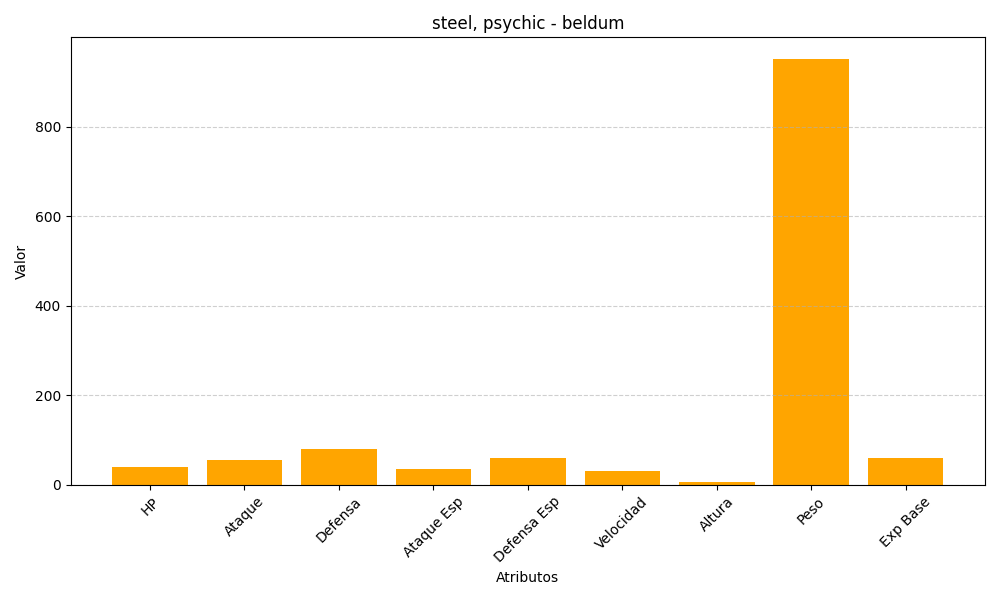 steel, psychic - beldum
Valor
800
600
400
200
0
HP
Ataque
Defensa
Ataque Esp
Defensa Esp
Velocidad
Altura
Peso
Exp Base
Atributos